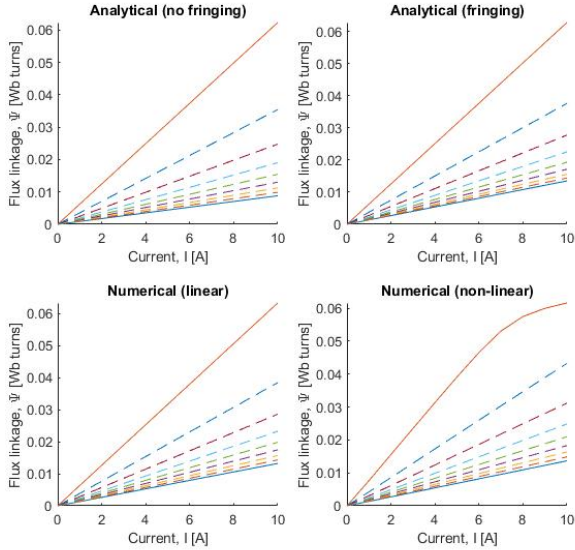 Analytical (no fringing)
Flux linkage, Ψ [Wb turns]
0.06
0.05
0.04
0.03
0.02
0.01
0
0 2 4 6 8 10
Current, I [A]
Analytical (fringing)
Flux linkage, Ψ [Wb turns]
0.06
0.05
0.04
0.03
0.02
0.01
0
0 2 4 6 8 10
Current, I [A]
Numerical (linear)
Flux linkage, Ψ [Wb turns]
0.06
0.05
0.04
0.03
0.02
0.01
0
0 2 4 6 8 10
Current, I [A]
Numerical (non-linear)
Flux linkage, Ψ [Wb turns]
0.06
0.05
0.04
0.03
0.02
0.01
0
0 2 4 6 8 10
Current, I [A]